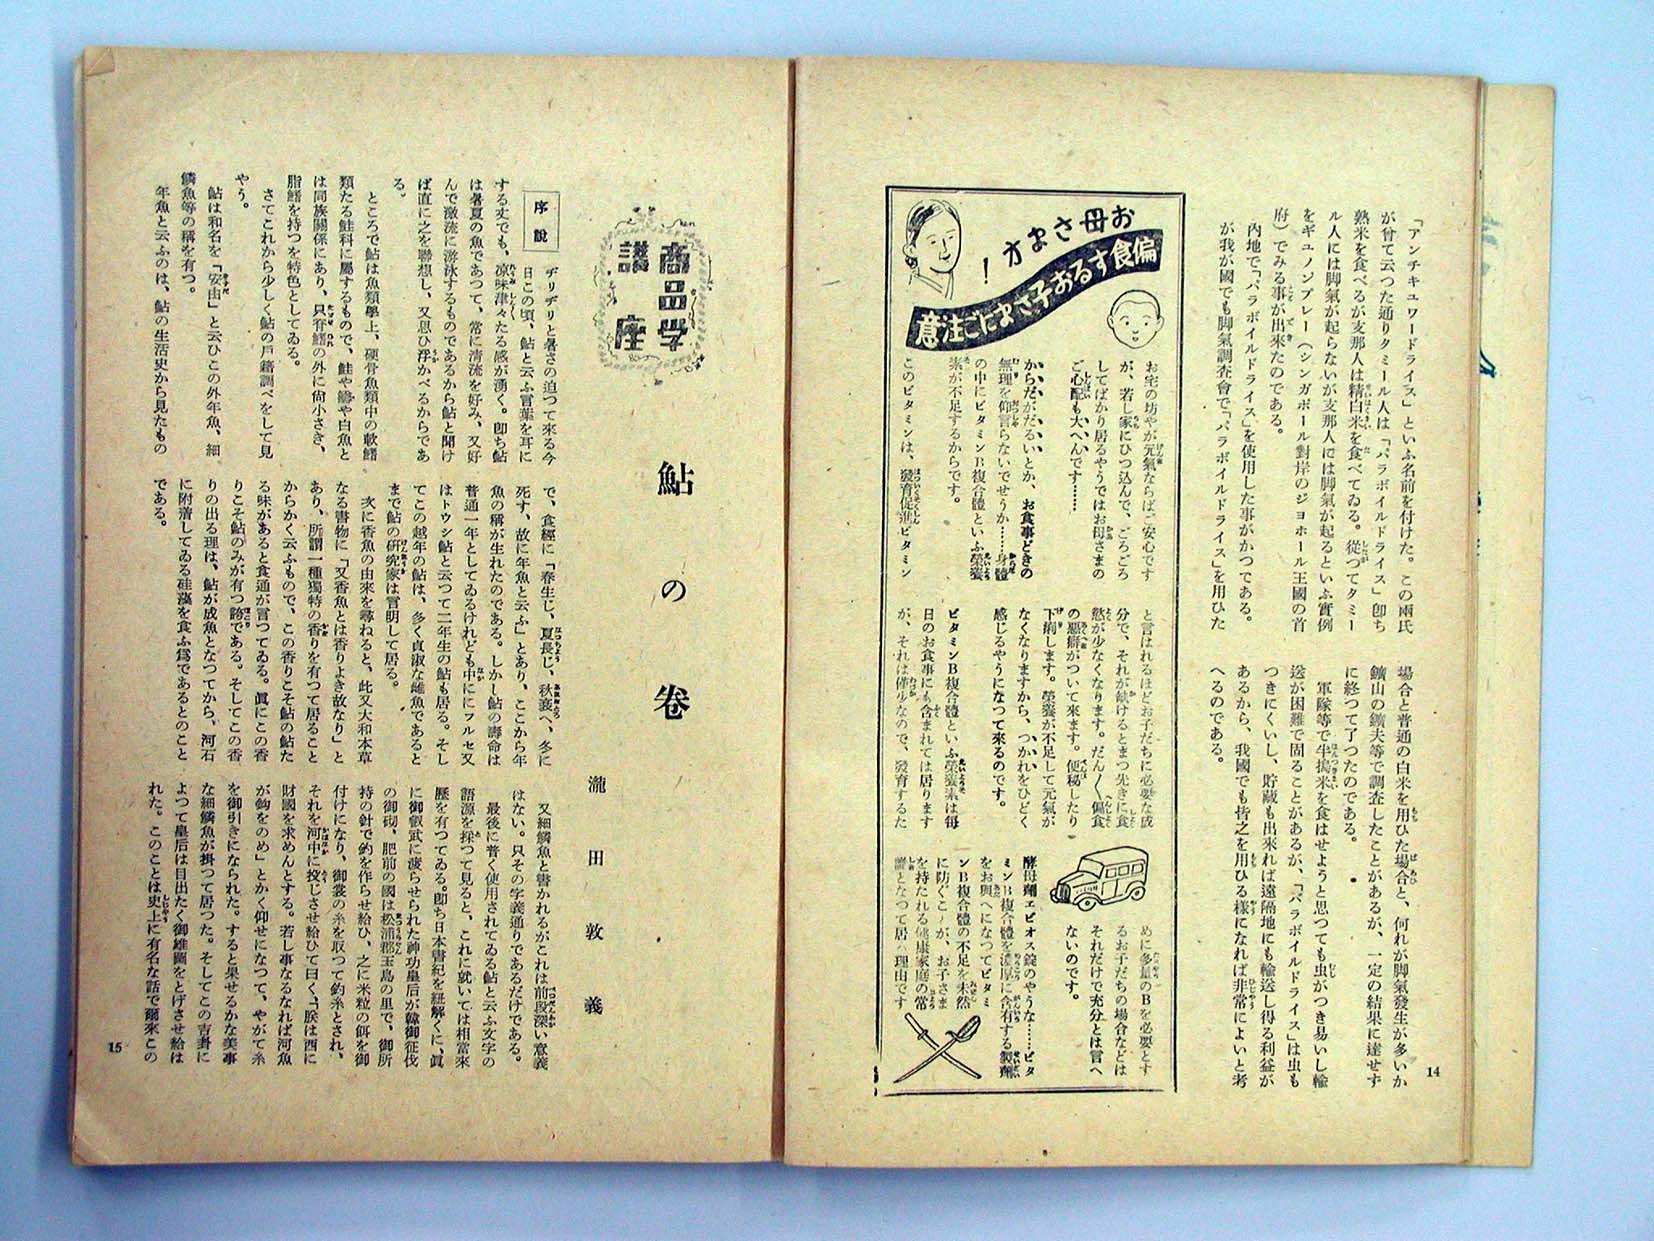 「アンチキユワードライス」といふ名前を付けた。この兩氏
が曾て云つた通りタミール人は「パラボイルドライス」卽ち
熟米を食べるが支那人は精白米を食べてゐる。從つてタミー
ル人には脚氣が起らないが支那人には脚氣が起るといふ實例
をギユノジプレー（シンガポール對岸のジヨホール王國の首
府）でみる事が出來たのである。
內地で「パラボイルドライス」を使用した事がかつである。
が我が國でも脚氣調査會で「パラボイルドライス」を用ひた
場合と普通の白米を用ひた場合と、何れが脚氣發生が多いか
鑛山の鑛夫等で調査したことがあるが、一定の結果に達せず
に終つて了つたのである。
軍隊等で半搗米を食はせようと思つても虫がつき易いし輸
送が困難で固ることがあるが、「パラボイルドライス」は虫も
つきにくいし、貯藏も出來れば遠隔地にも輸送し得る利益が
あるから、我國でも皆之を用ひる樣になれば非常によいと考
へるのである。
14
お母さま方！
偏食するお子さまにご注意
お宅の坊やが元氣ならばご安心です
が、若し家にひつ込んで、ごろごろ
してばかり居るやうではお母さまの
ご心配も大へんです……
からだがだるいとか、お食事どきの
無理を仰言らないでせうか……身體
の中にビタミンB複合體といふ榮養
素が不足するからです。
このビタミンは、發育促進ビタミン
と言はれるほどお子だちに必要な成
分で、それが缺けるとまつ先きに食
慾が少なくなります。だん〱偏食
の惡癖がついて來ます。便秘したり
下痢します。榮養が不足して元氣が
なくなりますから、つかれをひどく
感じるやうになつて來るのです。
ビタミンB複合體といふ榮養素は每
日のお食事にも含まれては居ります
が、それは僅少なので、發育するた
めに多量のBを必要とす
るお子だちの場合などは
それだけで充分とは言へ
ないのです。
酵母劑エビオス錠のやうな……ビタ
ミンB複合體を濃厚に含有する製劑
をお與へになつてビタミ
ンB複合體の不足を未然
に防ぐことが、お子さま
を持たれる健康家庭の常
識となつて居る理由です
商品學
講座
鮎の卷
瀧田敦義
序說
ヂリヂリと暑さの迫つて來る今
日この頃、鮎と云ふ言葉を耳に
する丈でも、凉味津々たる感が湧く。卽ち鮎
は暑夏の魚であつて、常に淸流を好み、又好
んで激流に游泳するものであるから鮎と聞け
ば直に之を聯想し、又思ひ浮かべるからであ
る。
ところで鮎は魚類學上、硬骨魚類中の軟鰭
類たる鮭科に屬するもので、鮭や鱒や白魚と
は同族關係にあり、只脊鰭の外に尙小さき、
脂鰭を持つを特色としてゐる。
さてこれから少しく鮎の戶籍調べをして見
やう。
鮎は和名を「安由」と云ひこの外年魚、細
鱗魚等の稱を有つ。
年魚と云ふのは、鮎の生活史から見たもの
で、食經に「春生じ、夏長じ、秋衰へ、冬に
死す、故に年魚と云ふ」とあり、ここから年
魚の稱が生れたのである。しかし鮎の壽命は
普通一年としてゐるけれども中ににフルセ又
はトウシ鮎と云つて二年生の鮎も居る。そし
てこの越年の鮎は、多く貞淑な雌魚であると
まで鮎の硏究家は言明して居る。
次に香魚の由來を尋ねると、此又大和本草
なる書物に「又香魚とは香りよき故なり」と
あり、所謂一種獨特の香りを有つて居ること
からかく云ふもので、この香りこそ鮎の鮎た
る味があると食通が言つてゐる。眞にこの香
りこそ鮎のみが有つ誇である。そしてこの香
りの出る理は、鮎が成魚となつてから、河石
に附着してゐる硅藻を食ふ爲であるとのこと
である。
又細鱗魚と書かれるがこれは前段深い意義
はない。只その字義通りであるだけである。
最後に普く使用されてゐる鮎と云ふ文字の
語源を探つて見ると、これに就いては相當來
歷を有つてゐる。卽ち日本書紀を紐解くに、眞
に御叡武に渡らせられた神功皇后が韓御征伐
の御砌、肥前の國は松浦郡玉島の里で、御所
持の針で釣を作らせ給ひ、之に米粒の餌を御
付けになり、御裳の糸を取つて釣糸とされ、
それを河中に投じさせ給ひて曰く、「朕は西に
財國を求めんとする。若し事なるなれば河魚
が鈎をのめ」とかく仰せになつて、やがて糸
を御引きになられた。すると果せるかな美事
な細鱗魚が掛つて居つた。そしてこの吉卦に
よつて皇后は目出たく御雄圖をとげさせ給は
れた。このことは史上に有名な話で爾來この
15